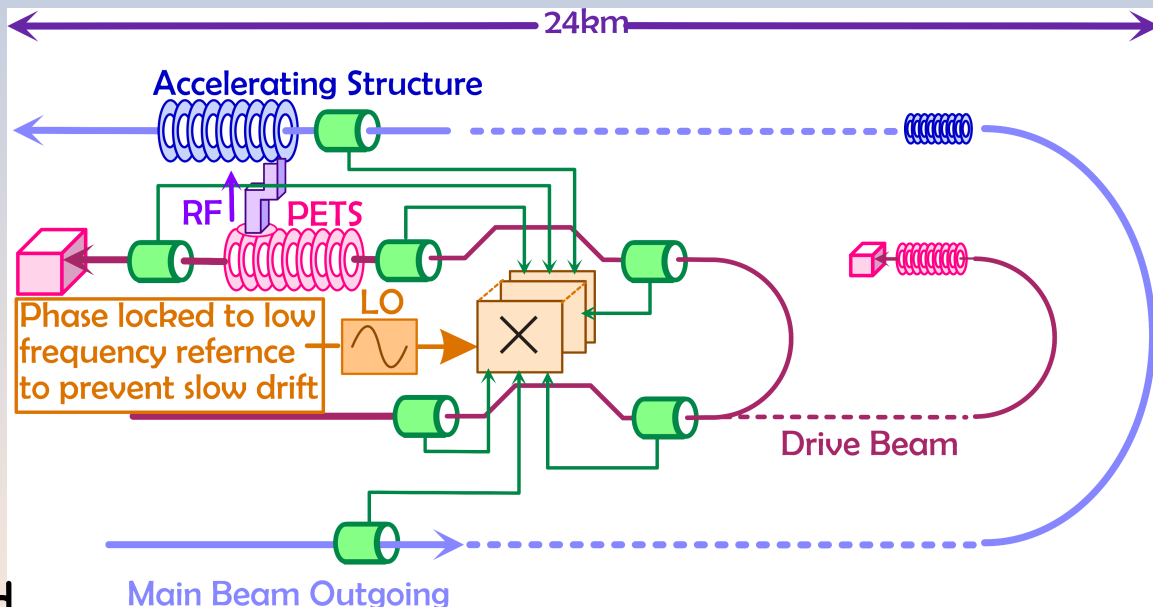 24km
Accelerating Structure
RF
PETS
LO
Phase locked to low
frequency refernce
to prevent slow drift
Drive Beam
Main Beam Outgoing